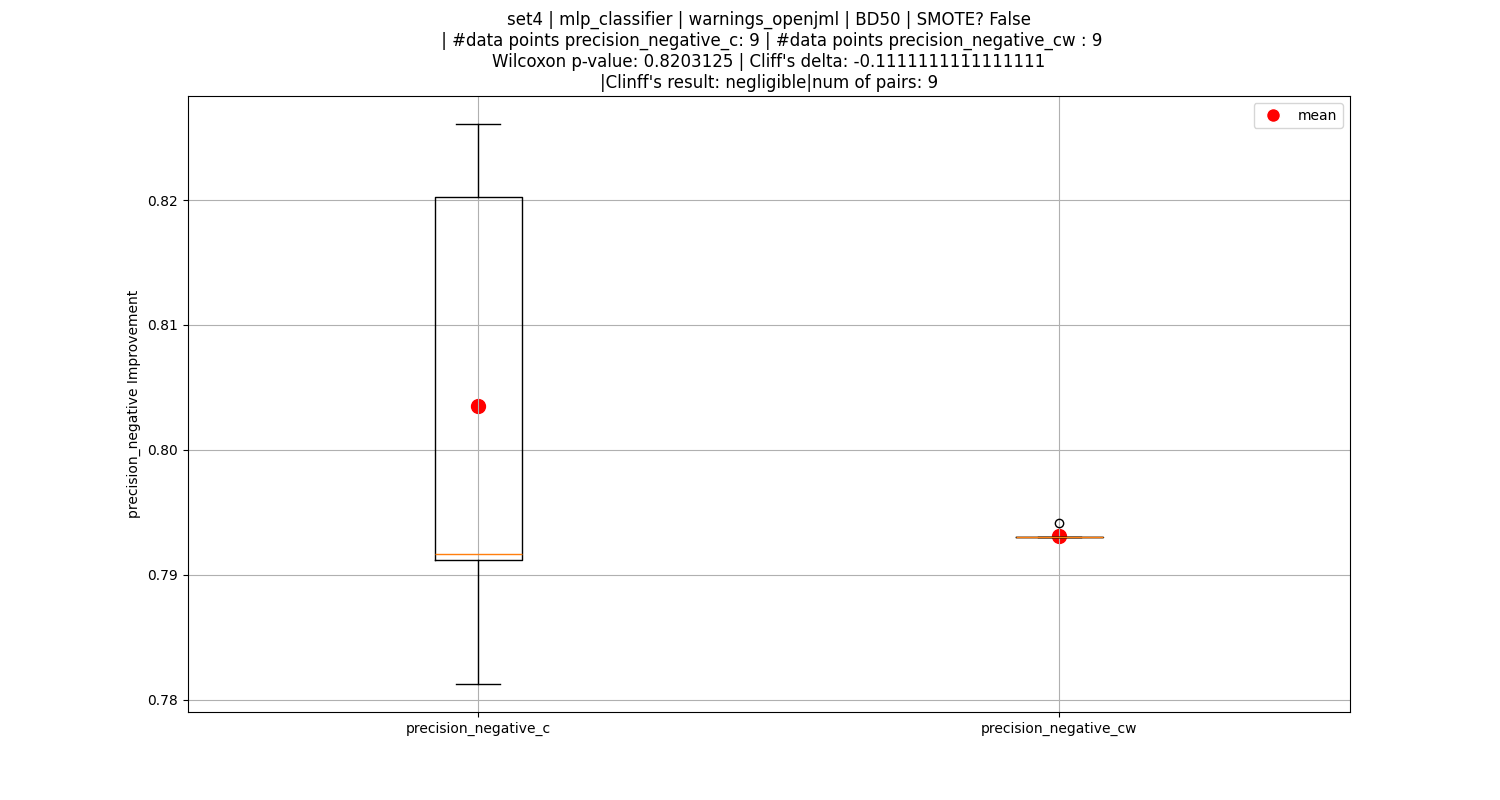 set4 | mlp_classifier | warnings_openjml | BD50 | SMOTE? False
| #data points precision_negative_c: 9 | #data points precision_negative_cw : 9
Wilcoxon p-value: 0.8203125 | Cliff's delta: -0.1111111111111111
|Clinff's result: negligible|num of pairs: 9
mean
0.82
0.81
0.80
0.79
0.78
precision_negative Improvement
precision_negative_c
precision_negative_cw